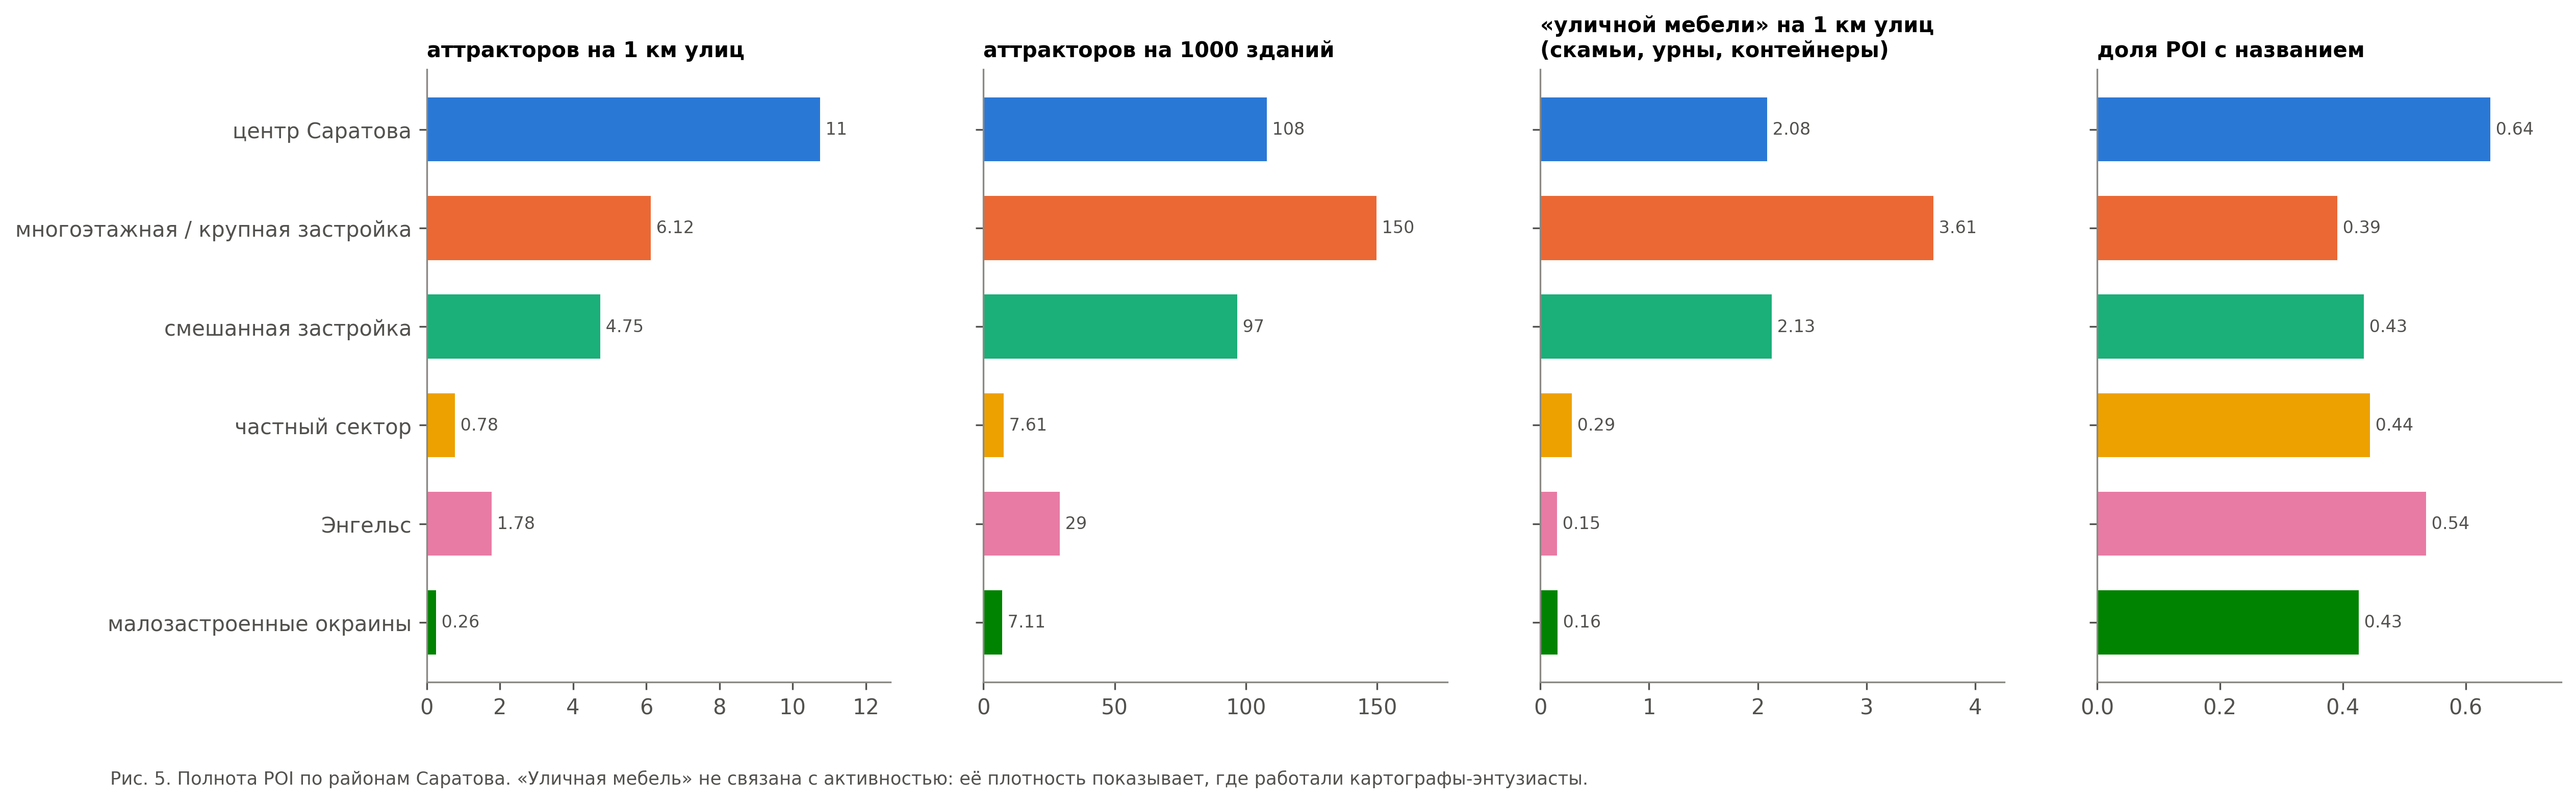 аттракторов на 1 км улиц
аттракторов на 1000 зданий
«уличной мебели» на 1 км улиц
(скамьи, урны, контейнеры)
доля POI с названием
центр Саратова
11
108
2.08
0.64
многоэтажная / крупная застройка
6.12
150
3.61
0.39
смешанная застройка
4.75
97
2.13
0.43
частный сектор
0.78
7.61
0.29
0.44
Энгельс
1.78
29
0.15
0.54
малозастроенные окраины
0.26
7.11
0.16
0.43
0 2 4 6 8 10 12
0 50 100 150
0 1 2 3 4
0.0 0.2 0.4 0.6
Рис. 5. Полнота POI по районам Саратова. «Уличная мебель» не связана с активностью: её плотность показывает, где работали картографы-энтузиасты.